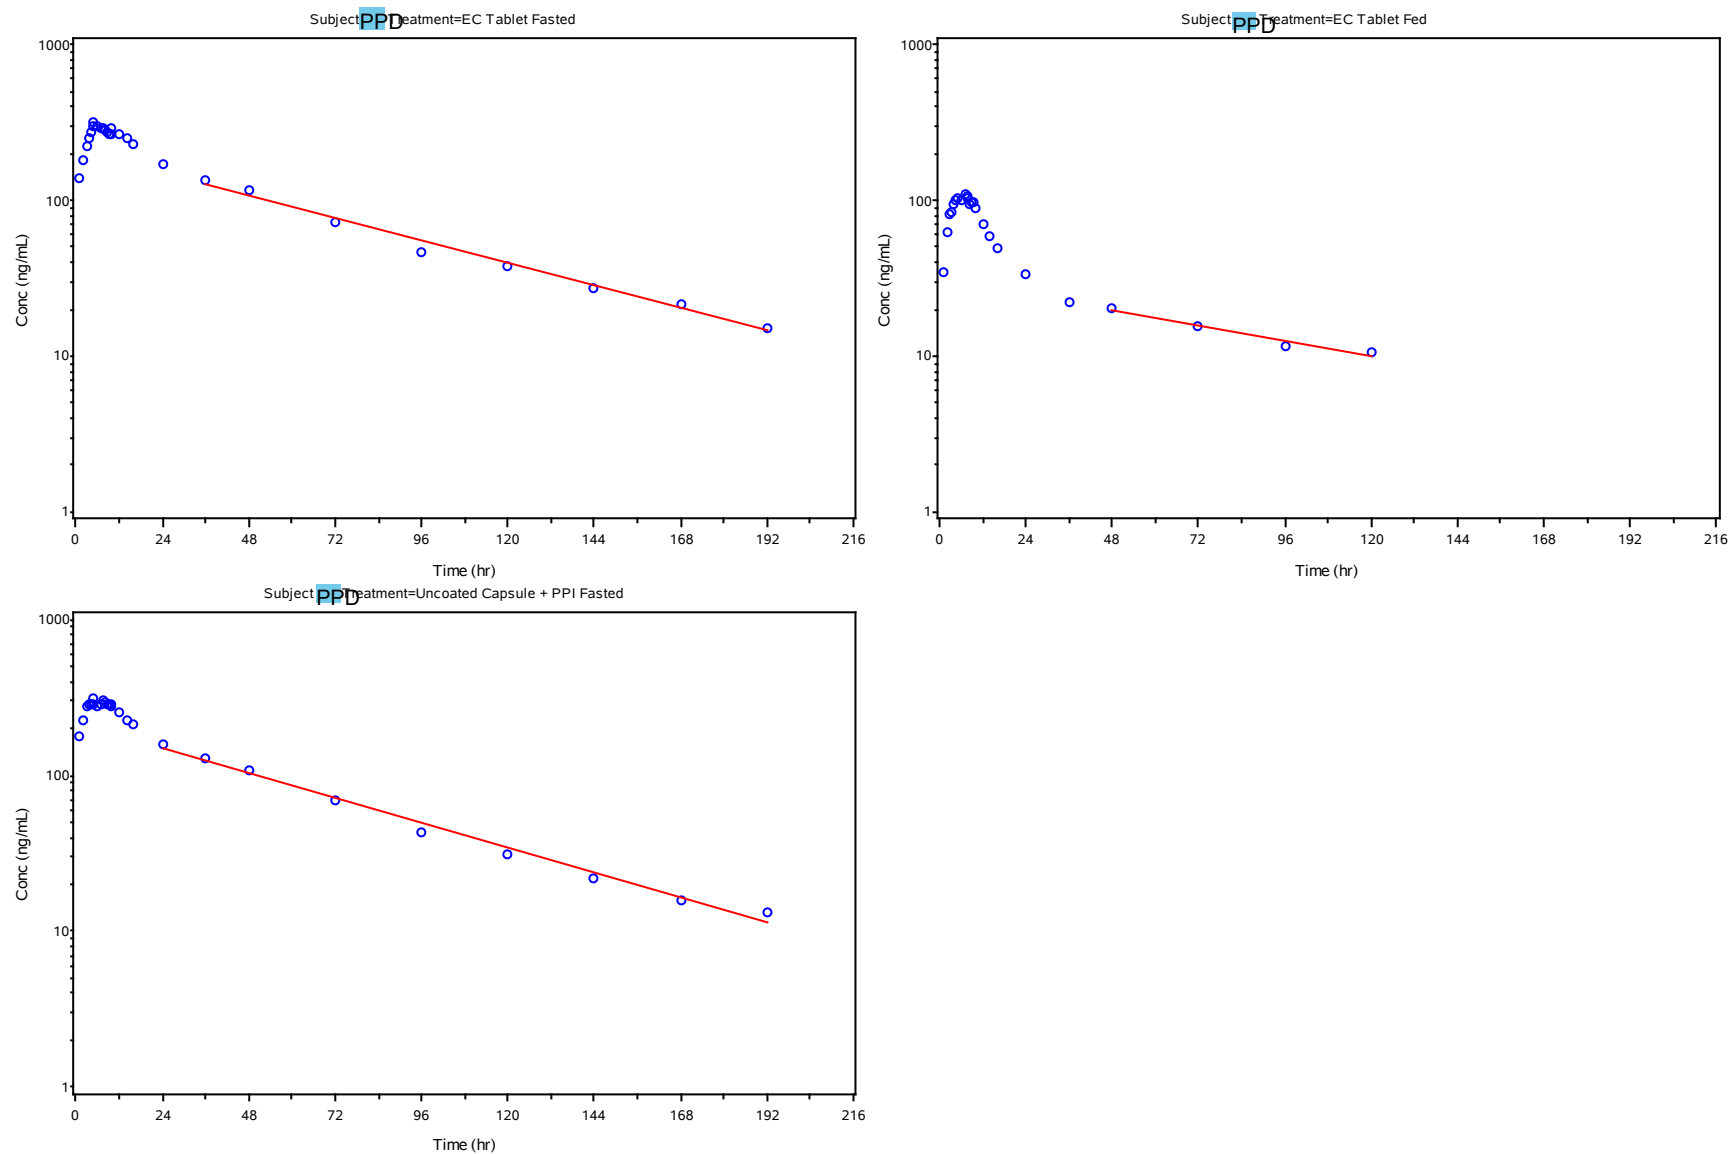 Subject PPD Treatment=EC Tablet Fasted
1000
100
10
1
Conc (ng/mL)
0 24 48 72 96 120 144 168 192 216
Time (hr)
Subject PPD Treatment=EC Tablet Fed
1000
100
10
1
Conc (ng/mL)
0 24 48 72 96 120 144 168 192 216
Time (hr)
Subject PPD Treatment=Uncoated Capsule + PPI Fasted
1000
100
10
1
Conc (ng/mL)
0 24 48 72 96 120 144 168 192 216
Time (hr)